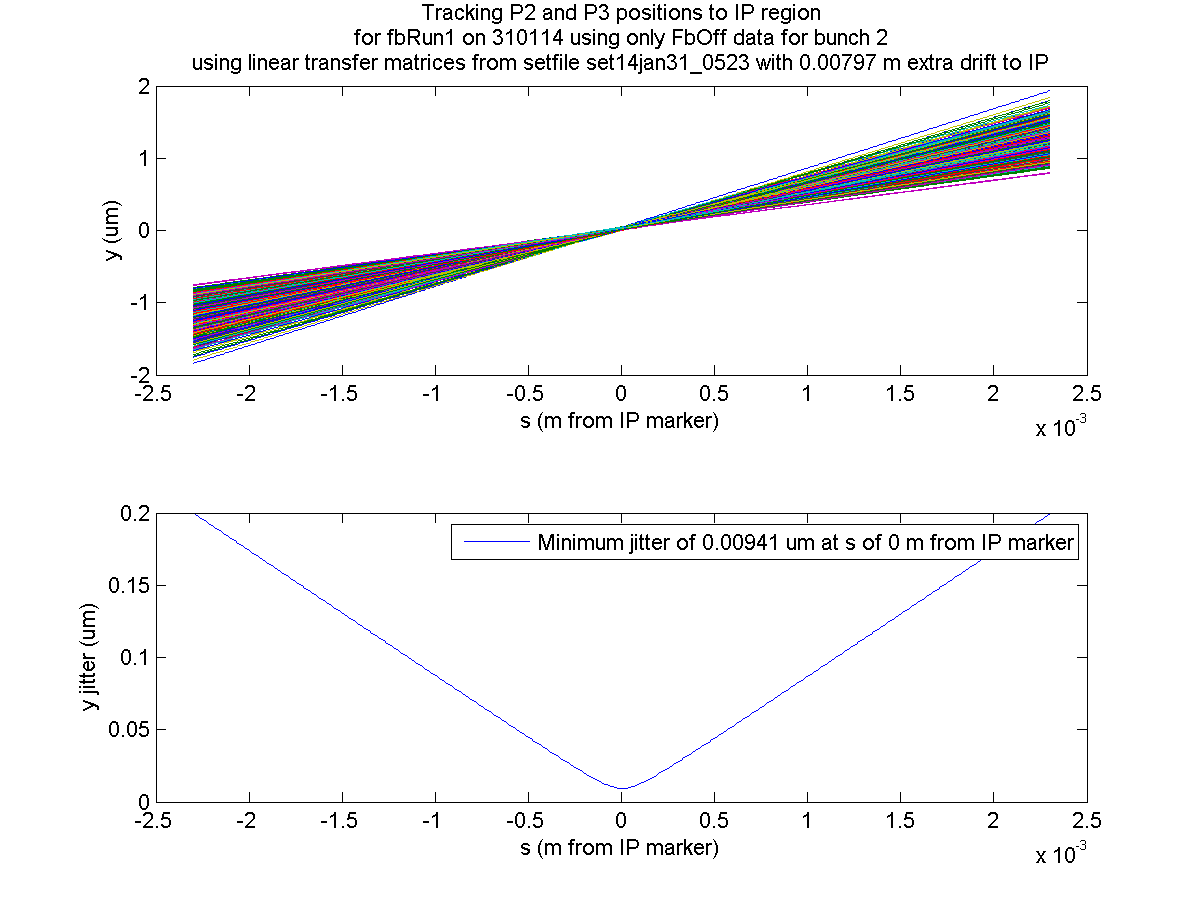 Tracking P2 and P3 positions to IP region
for fbRun1 on 310114 using only FbOff data for bunch 2
using linear transfer matrices from setfile set14jan31_0523 with 0.00797 m extra drift to IP
2
1
0
-1
-2
y (um)
-2.5 -2 -1.5 -1 -0.5 0 0.5 1 1.5 2 2.5
s (m from IP marker)
x 10-3
0.2
0.15
0.1
0.05
0
y jitter (um)
Minimum jitter of 0.00941 um at s of 0 m from IP marker
-2.5 -2 -1.5 -1 -0.5 0 0.5 1 1.5 2 2.5
s (m from IP marker)
x 10-3